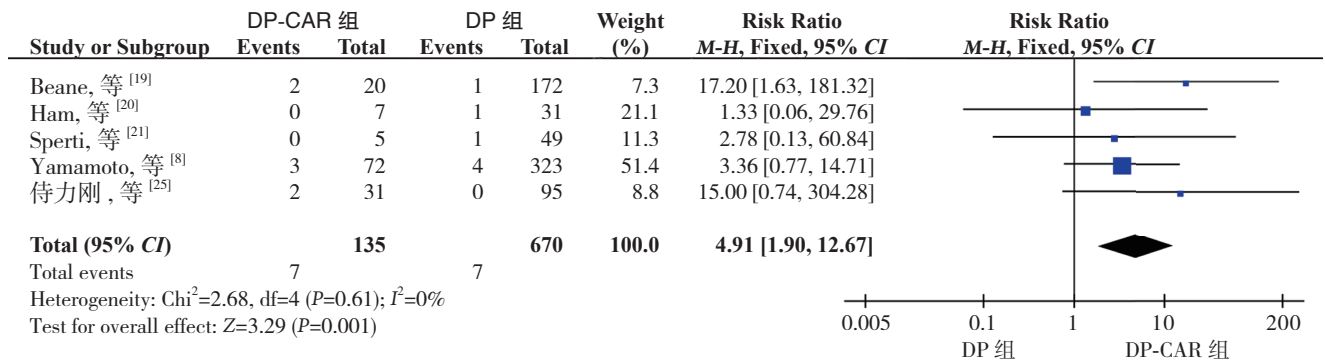 DP-CAR 组 DP 组 Weight Risk Ratio Risk Ratio
Study or Subgroup Events Total Events Total (%) M-H, Fixed, 95% CI M-H, Fixed, 95% CI
Beane, 等 [19] 2 20 1 172 7.3 17.20 [1.63, 181.32]
Ham, 等 [20] 0 7 1 31 21.1 1.33 [0.06, 29.76]
Sperti, 等 [21] 0 5 1 49 11.3 2.78 [0.13, 60.84]
Yamamoto, 等 [8] 3 72 4 323 51.4 3.36 [0.77, 14.71]
侍力刚 , 等 [25] 2 31 0 95 8.8 15.00 [0.74, 304.28]
Total (95% CI) 135 670 100.0 4.91 [1.90, 12.67]
Total events 7 7
Heterogeneity: Chi²=2.68, df=4 (P=0.61); I²=0%
Test for overall effect: Z=3.29 (P=0.001)
0.005 0.1 1 10 200
DP 组 DP-CAR 组